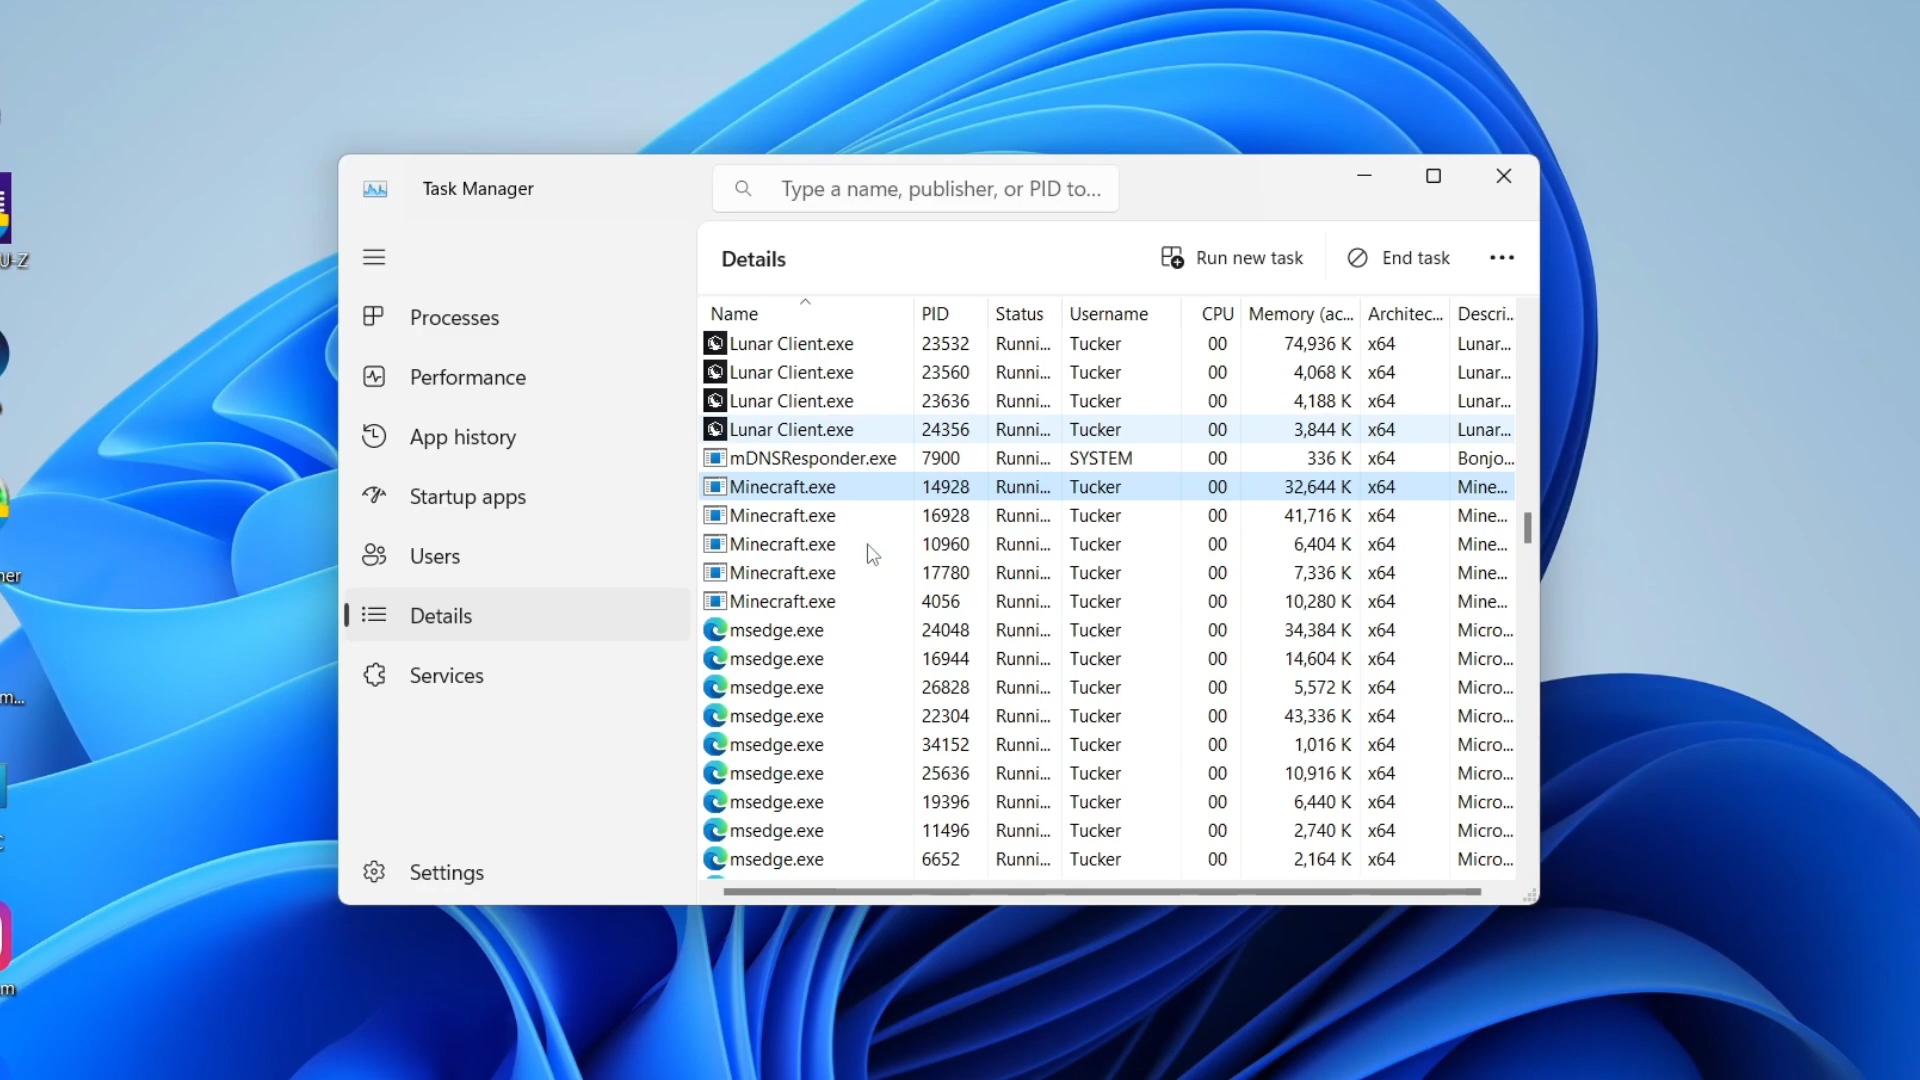 U-Z
her
m...
m
Task Manager
Type a name, publisher, or PID to...
Processes
Performance
App history
Startup apps
Users
Details
Services
Settings
Details
Run new task
End task
Name PID Status Username CPU Memory (ac... Architec... Descri...
Lunar Client.exe 23532 Runni... Tucker 00 74,936 K x64 Lunar...
Lunar Client.exe 23560 Runni... Tucker 00 4,068 K x64 Lunar...
Lunar Client.exe 23636 Runni... Tucker 00 4,188 K x64 Lunar...
Lunar Client.exe 24356 Runni... Tucker 00 3,844 K x64 Lunar...
mDNSResponder.exe 7900 Runni... SYSTEM 00 336 K x64 Bonjo...
Minecraft.exe 14928 Runni... Tucker 00 32,644 K x64 Mine...
Minecraft.exe 16928 Runni... Tucker 00 41,716 K x64 Mine...
Minecraft.exe 10960 Runni... Tucker 00 6,404 K x64 Mine...
Minecraft.exe 17780 Runni... Tucker 00 7,336 K x64 Mine...
Minecraft.exe 4056 Runni... Tucker 00 10,280 K x64 Mine...
msedge.exe 24048 Runni... Tucker 00 34,384 K x64 Micro...
msedge.exe 16944 Runni... Tucker 00 14,604 K x64 Micro...
msedge.exe 26828 Runni... Tucker 00 5,572 K x64 Micro...
msedge.exe 22304 Runni... Tucker 00 43,336 K x64 Micro...
msedge.exe 34152 Runni... Tucker 00 1,016 K x64 Micro...
msedge.exe 25636 Runni... Tucker 00 10,916 K x64 Micro...
msedge.exe 19396 Runni... Tucker 00 6,440 K x64 Micro...
msedge.exe 11496 Runni... Tucker 00 2,740 K x64 Micro...
msedge.exe 6652 Runni... Tucker 00 2,164 K x64 Micro...